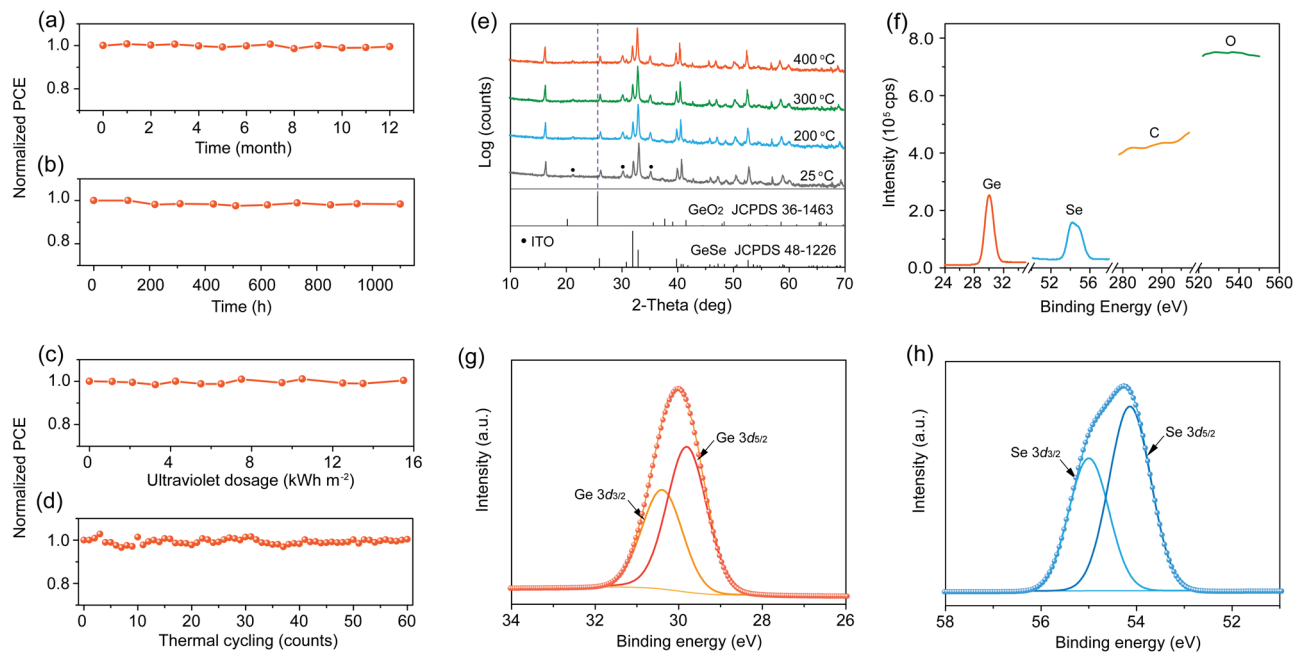 (a)
1.0
0.8
0 2 4 6 8 10 12
Time (month)
Normalized PCE
(b)
1.0
0.8
0 200 400 600 800 1000
Time (h)
(c)
1.0
0.8
0 4 8 12 16
Ultraviolet dosage (kWh m-2)
Normalized PCE
(d)
1.0
0.8
0 10 20 30 40 50 60
Thermal cycling (counts)
(e)
Log (counts)
400 °C
300 °C
200 °C
25 °C
GeO2 JCPDS 36-1463
• ITO
GeSe JCPDS 48-1226
10 20 30 40 50 60 70
2-Theta (deg)
(f)
Intensity (10⁵ cps)
8.0
6.0
4.0
2.0
0.0
O
C
Ge
Se
24 28 32 52 56 280 290 520 540 560
Binding Energy (eV)
(g)
Intensity (a.u.)
Ge 3d5/2
Ge 3d3/2
34 32 30 28 26
Binding energy (eV)
(h)
Intensity (a.u.)
Se 3d5/2
Se 3d3/2
58 56 54 52
Binding energy (eV)